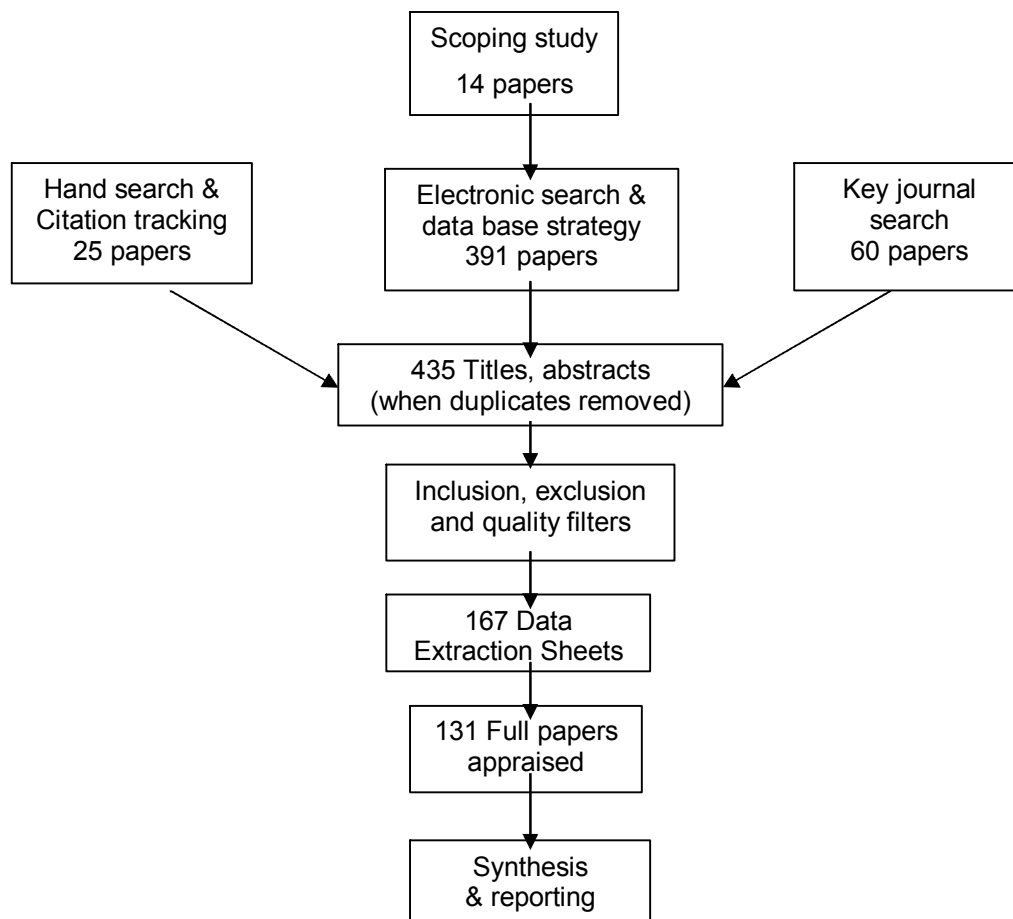 Scoping study
14 papers
Hand search &
Citation tracking
25 papers
Electronic search &
data base strategy
391 papers
Key journal
search
60 papers
435 Titles, abstracts
(when duplicates removed)
Inclusion, exclusion
and quality filters
167 Data
Extraction Sheets
131 Full papers
appraised
Synthesis
& reporting